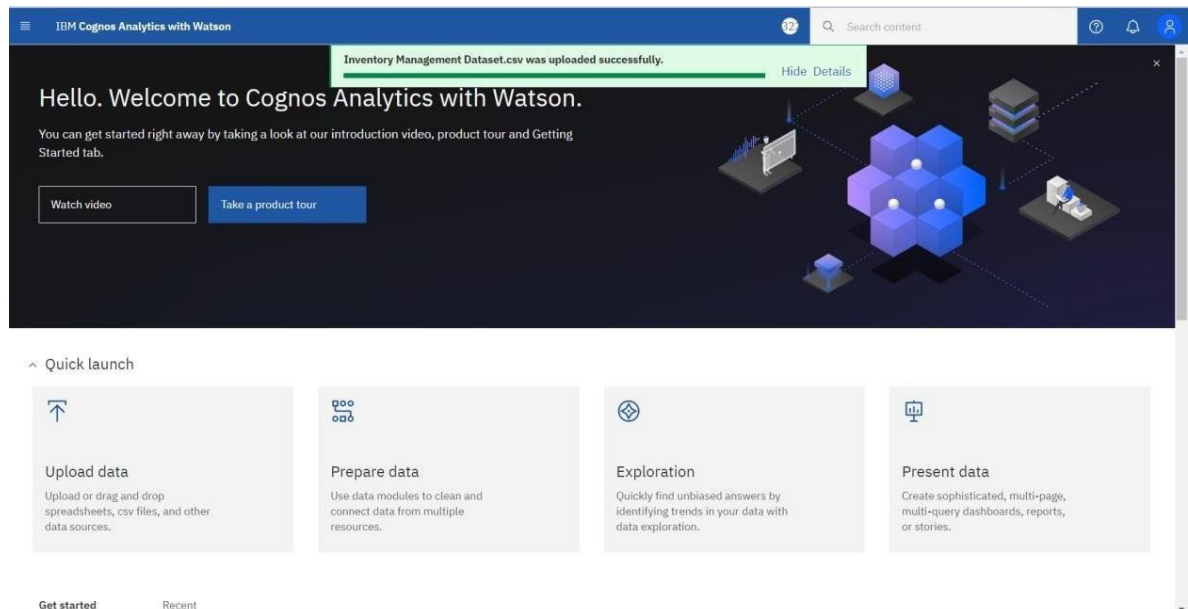 IBM Cognos Analytics with Watson
32
Search content
Inventory Management Dataset.csv was uploaded successfully.
Hide Details
Hello. Welcome to Cognos Analytics with Watson.
You can get started right away by taking a look at our introduction video, product tour and Getting
Started tab.
Watch video
Take a product tour
Quick launch
Upload data
Upload or drag and drop
spreadsheets, csv files, and other
data sources.
Prepare data
Use data modules to clean and
connect data from multiple
resources.
Exploration
Quickly find unbiased answers by
identifying trends in your data with
data exploration.
Present data
Create sophisticated, multi-page,
multi-query dashboards, reports,
or stories.
Get started
Recent